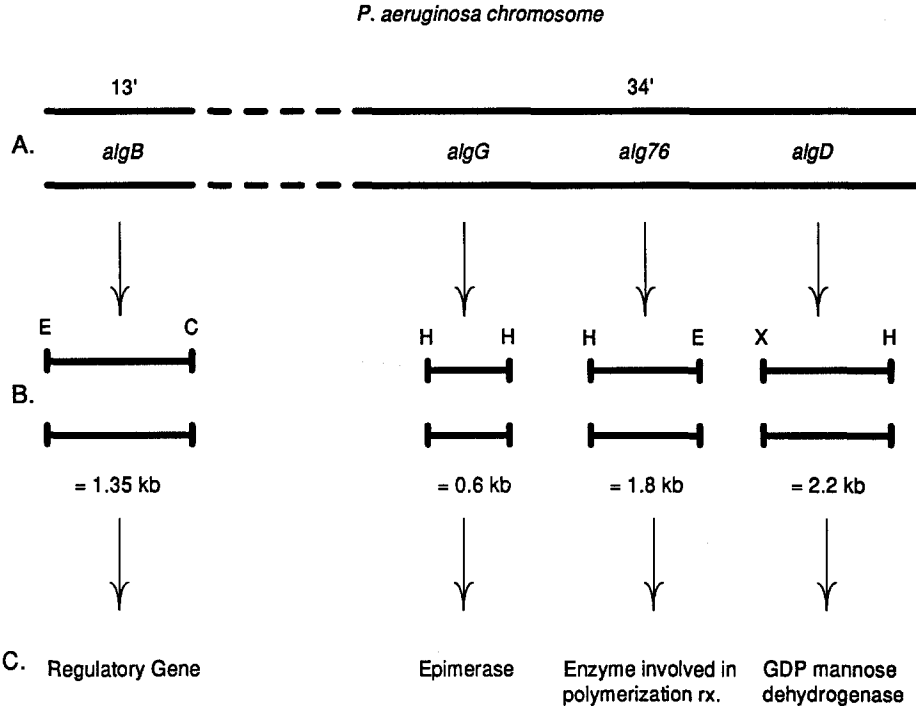 P. aeruginosa chromosome
13' 34'
A. algB algG alg76 algD
E C H H H E X H
B.
= 1.35 kb = 0.6 kb = 1.8 kb = 2.2 kb
C. Regulatory Gene Epimerase Enzyme involved in GDP mannose
polymerization rx. dehydrogenase